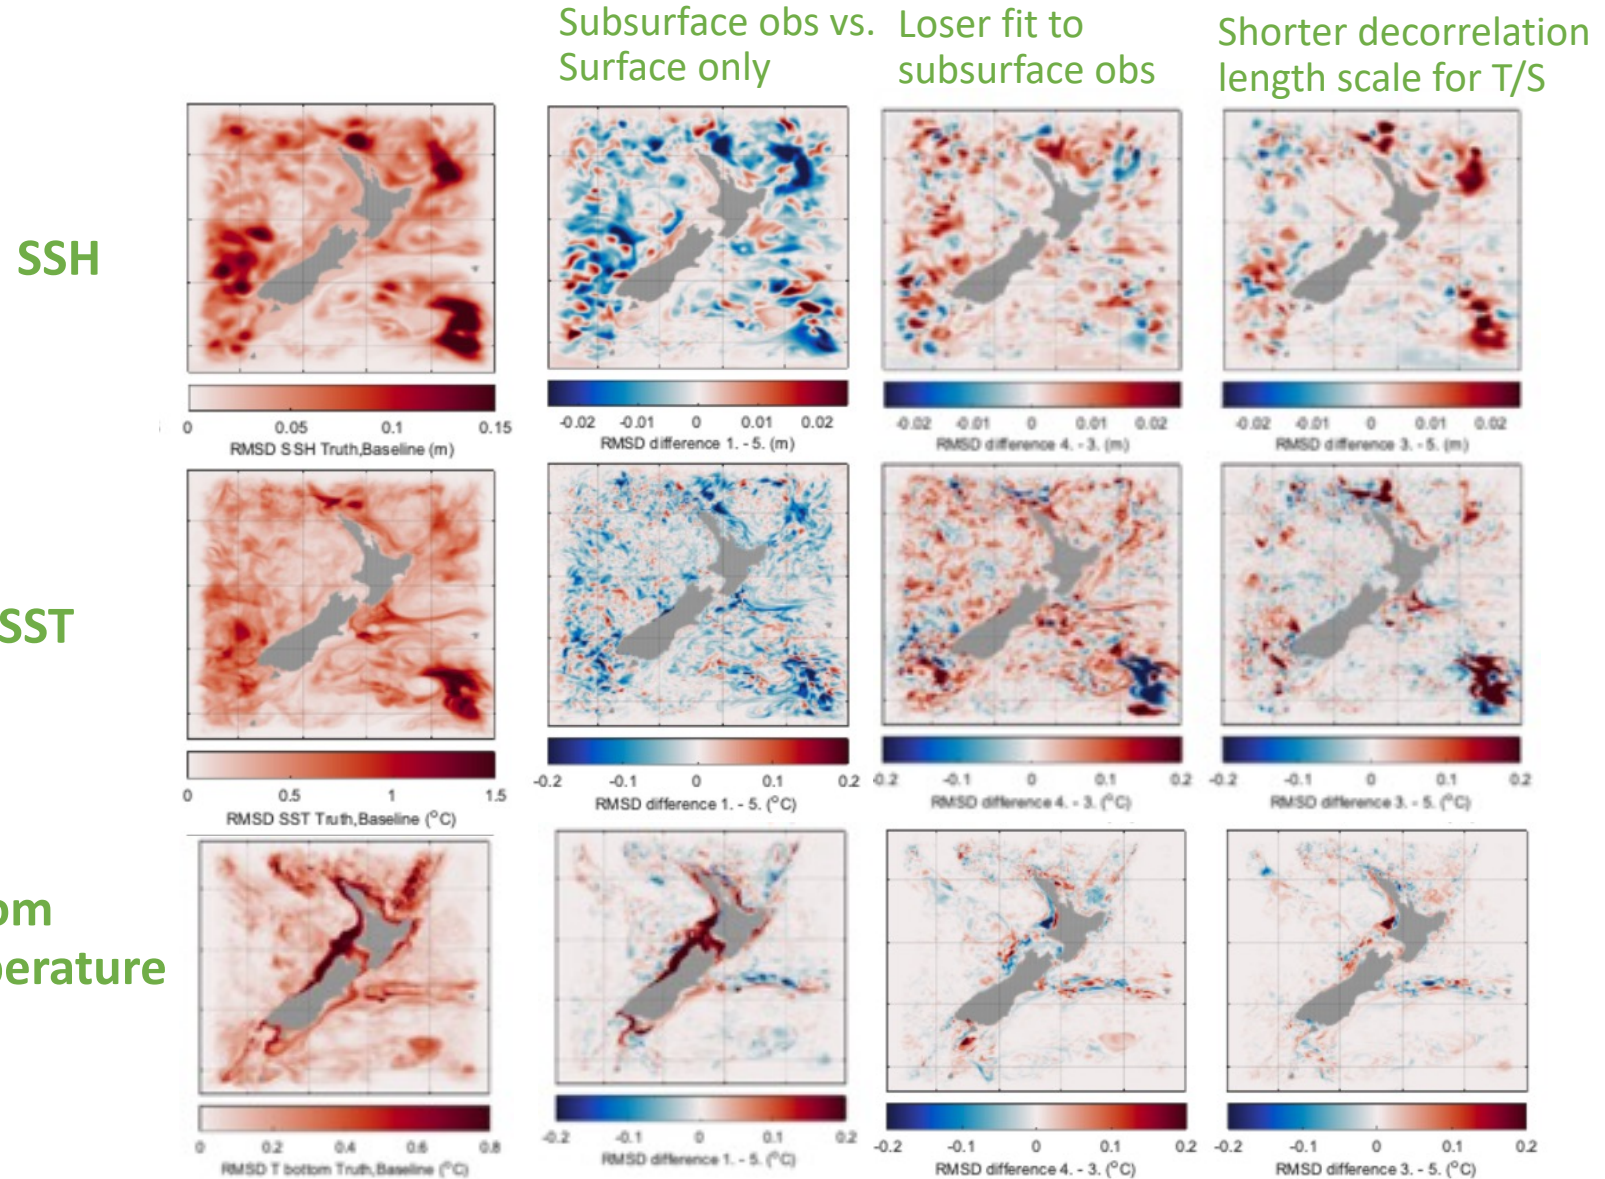 Subsurface obs vs.
Surface only
Loser fit to
subsurface obs
Shorter decorrelation
length scale for T/S
SSH
0 0.05 0.1 0.15
RMSD SSH Truth,Baseline (m)
-0.02 -0.01 0 0.01 0.02
RMSD difference 1. - 5. (m)
-0.02 -0.01 0 0.01 0.02
RMSD difference 4. - 3. (m)
-0.02 -0.01 0 0.01 0.02
RMSD difference 3. - 5. (m)
SST
0 0.5 1 1.5
RMSD SST Truth,Baseline (°C)
-0.2 -0.1 0 0.1 0.2
RMSD difference 1. - 5. (°C)
-0.2 -0.1 0 0.1 0.2
RMSD difference 4. - 3. (°C)
-0.1 0 0.1 0.2
RMSD difference 3. - 5. (°C)
om
perature
0 0.2 0.4 0.6 0.8
RMSD T bottom Truth,Baseline (°C)
-0.2 -0.1 0 0.1 0.2
RMSD difference 1. - 5. (°C)
-0.2 -0.1 0 0.1 0.2
RMSD difference 4. - 3. (°C)
-0.2 -0.1 0 0.1 0.2
RMSD difference 3. - 5. (°C)